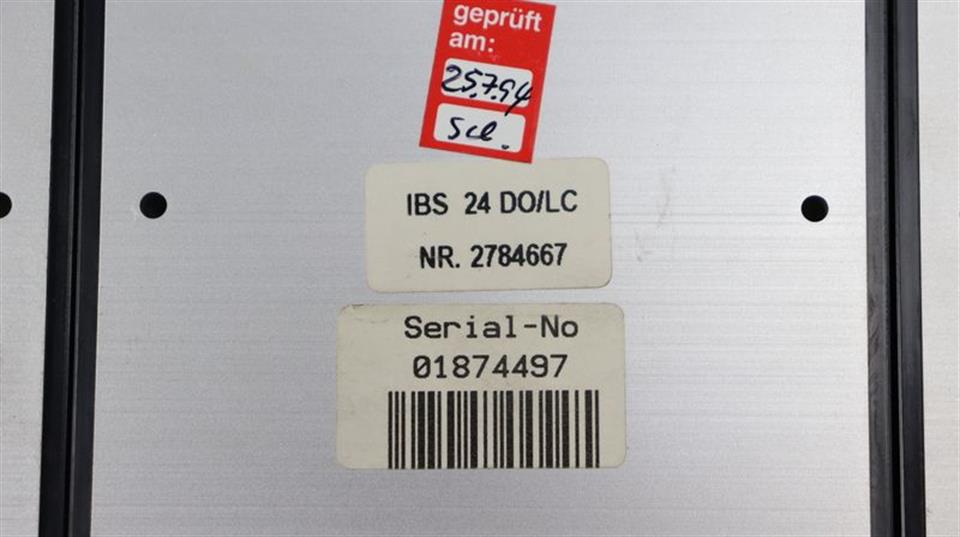 geprüft
am:
25.7.94
Scl.
IBS 24 DO/LC
NR. 2784667
Serial-No
01874497